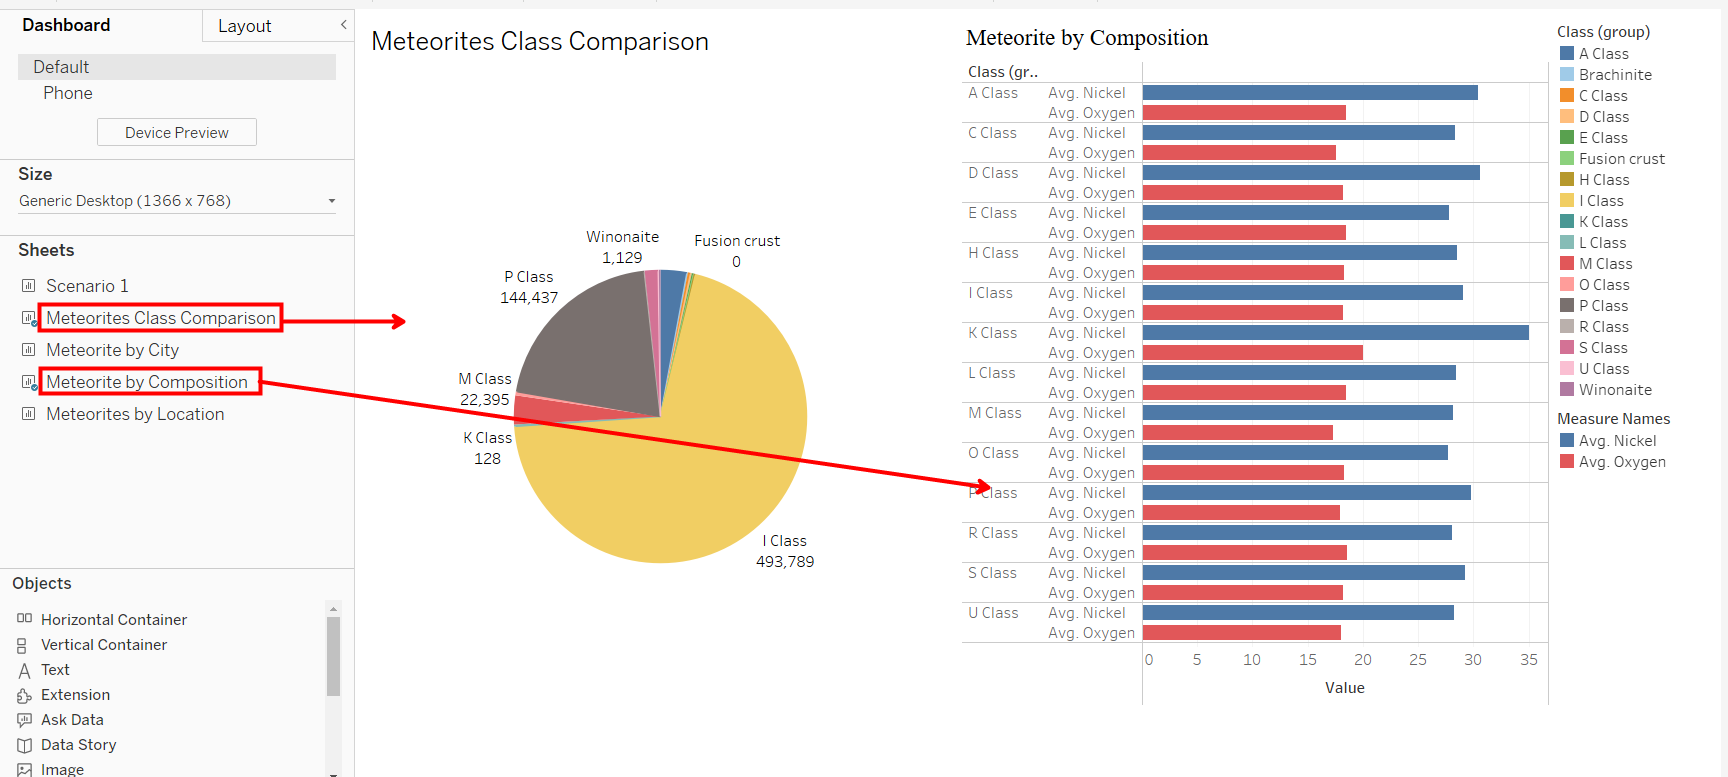 Dashboard
Layout
Default
Phone
Device Preview
Size
Generic Desktop (1366 x 768)
Sheets
Scenario 1
Meteorites Class Comparison
Meteorite by City
Meteorite by Composition
Meteorites by Location
Objects
Horizontal Container
Vertical Container
Text
Extension
Ask Data
Data Story
Image
Meteorites Class Comparison
Winonaite
1,129
Fusion crust
0
P Class
144,437
M Class
22,395
K Class
128
I Class
493,789
Meteorite by Composition
Class (gr..
A Class Avg. Nickel
Avg. Oxygen
C Class Avg. Nickel
Avg. Oxygen
D Class Avg. Nickel
Avg. Oxygen
E Class Avg. Nickel
Avg. Oxygen
H Class Avg. Nickel
Avg. Oxygen
I Class Avg. Nickel
Avg. Oxygen
K Class Avg. Nickel
Avg. Oxygen
L Class Avg. Nickel
Avg. Oxygen
M Class Avg. Nickel
Avg. Oxygen
O Class Avg. Nickel
Avg. Oxygen
P Class Avg. Nickel
Avg. Oxygen
R Class Avg. Nickel
Avg. Oxygen
S Class Avg. Nickel
Avg. Oxygen
U Class Avg. Nickel
Avg. Oxygen
0 5 10 15 20 25 30 35
Value
Class (group)
A Class
Brachinite
C Class
D Class
E Class
Fusion crust
H Class
I Class
K Class
L Class
M Class
O Class
P Class
R Class
S Class
U Class
Winonaite
Measure Names
Avg. Nickel
Avg. Oxygen